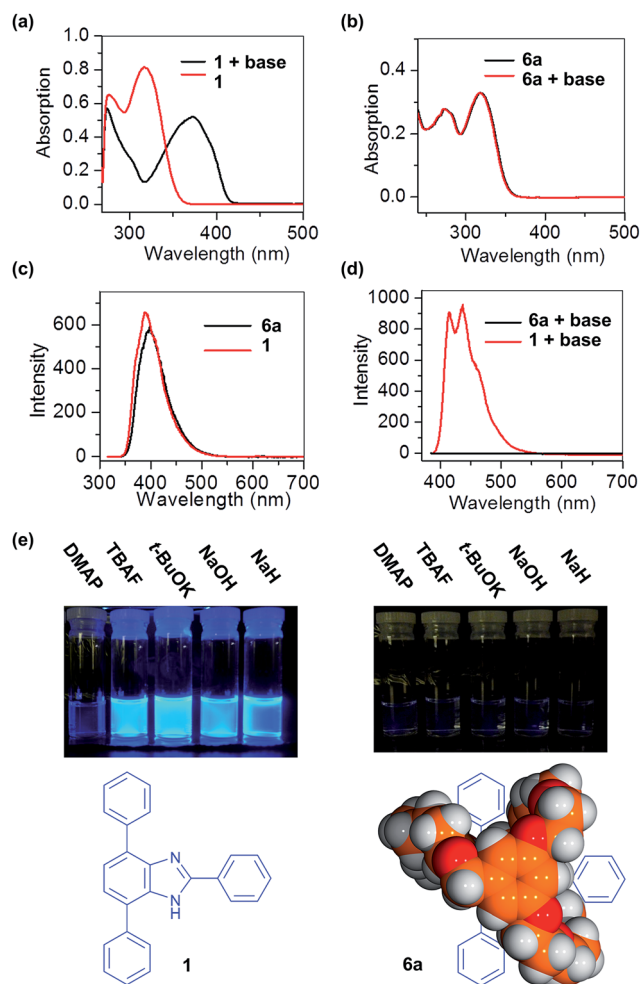 (a)
1.0
0.8
0.6
0.4
0.2
0.0
Absorption
1 + base
1
300 400 500
Wavelength (nm)
(b)
0.4
0.2
0.0
Absorption
6a
6a + base
300 400 500
Wavelength (nm)
(c)
600
400
200
0
Intensity
6a
1
300 400 500 600 700
Wavelength (nm)
(d)
1000
800
600
400
200
0
Intensity
6a + base
1 + base
400 500 600 700
Wavelength (nm)
(e)
DMAP TBAF t-BuOK NaOH NaH
DMAP TBAF t-BuOK NaOH NaH
N
NH
1
6a